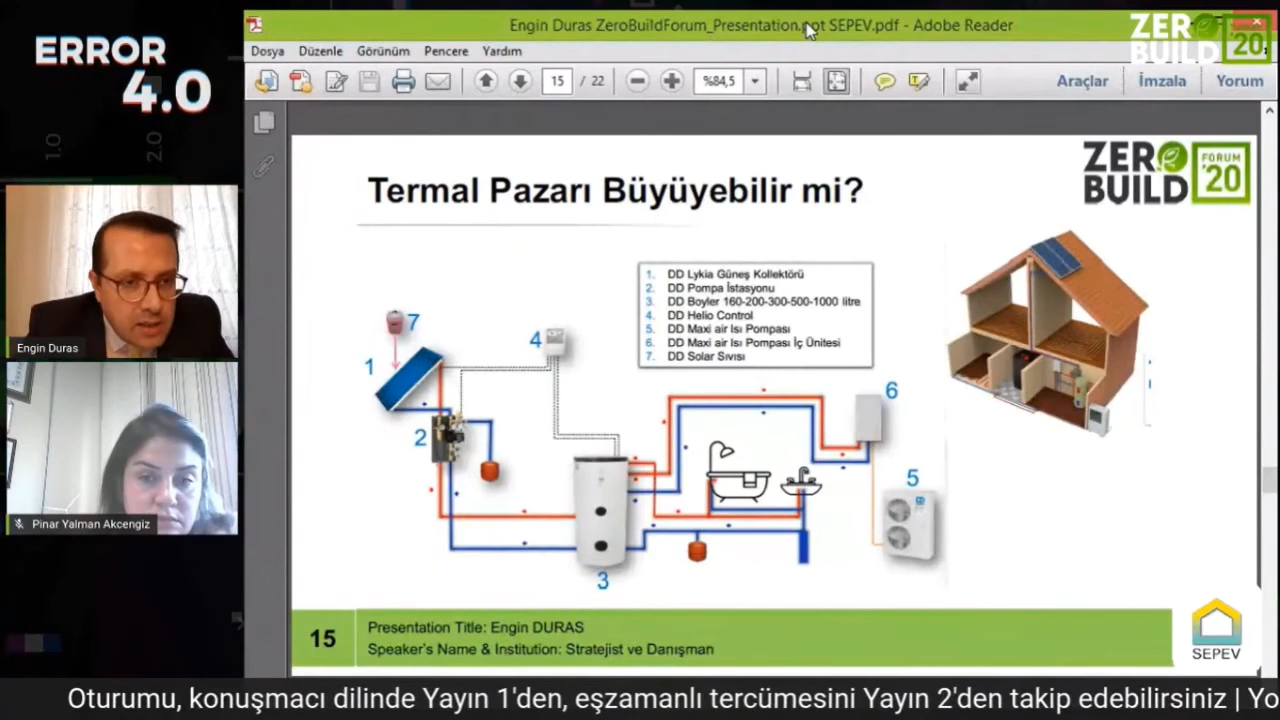 ERROR
4.0
1.0
2.0
Engin Duras
Pinar Yalman Akcengiz
Engin Duras ZeroBuildForum_Presentation.ppt SEPEV.pdf - Adobe Reader
ZERO
BUILD
'20
Dosya Düzenle Görünüm Pencere Yardım
15 / 22
%84,5
Araçlar İmzala Yorum
Termal Pazarı Büyüyebilir mi?
ZERO
BUILD
FORUM
'20
1. DD Lykia Güneş Kollektörü
2. DD Pompa İstasyonu
3. DD Boyler 160-200-300-500-1000 litre
4. DD Helio Control
5. DD Maxi air Isı Pompası
6. DD Maxi air Isı Pompası İç Ünitesi
7. DD Solar Sıvısı
7
4
1
6
2
5
3
15
Presentation Title: Engin DURAS
Speaker's Name & Institution: Stratejist ve Danışman
SEPEV
Oturumu, konuşmacı dilinde Yayın 1'den, eşzamanlı tercümesini Yayın 2'den takip edebilirsiniz | Yo